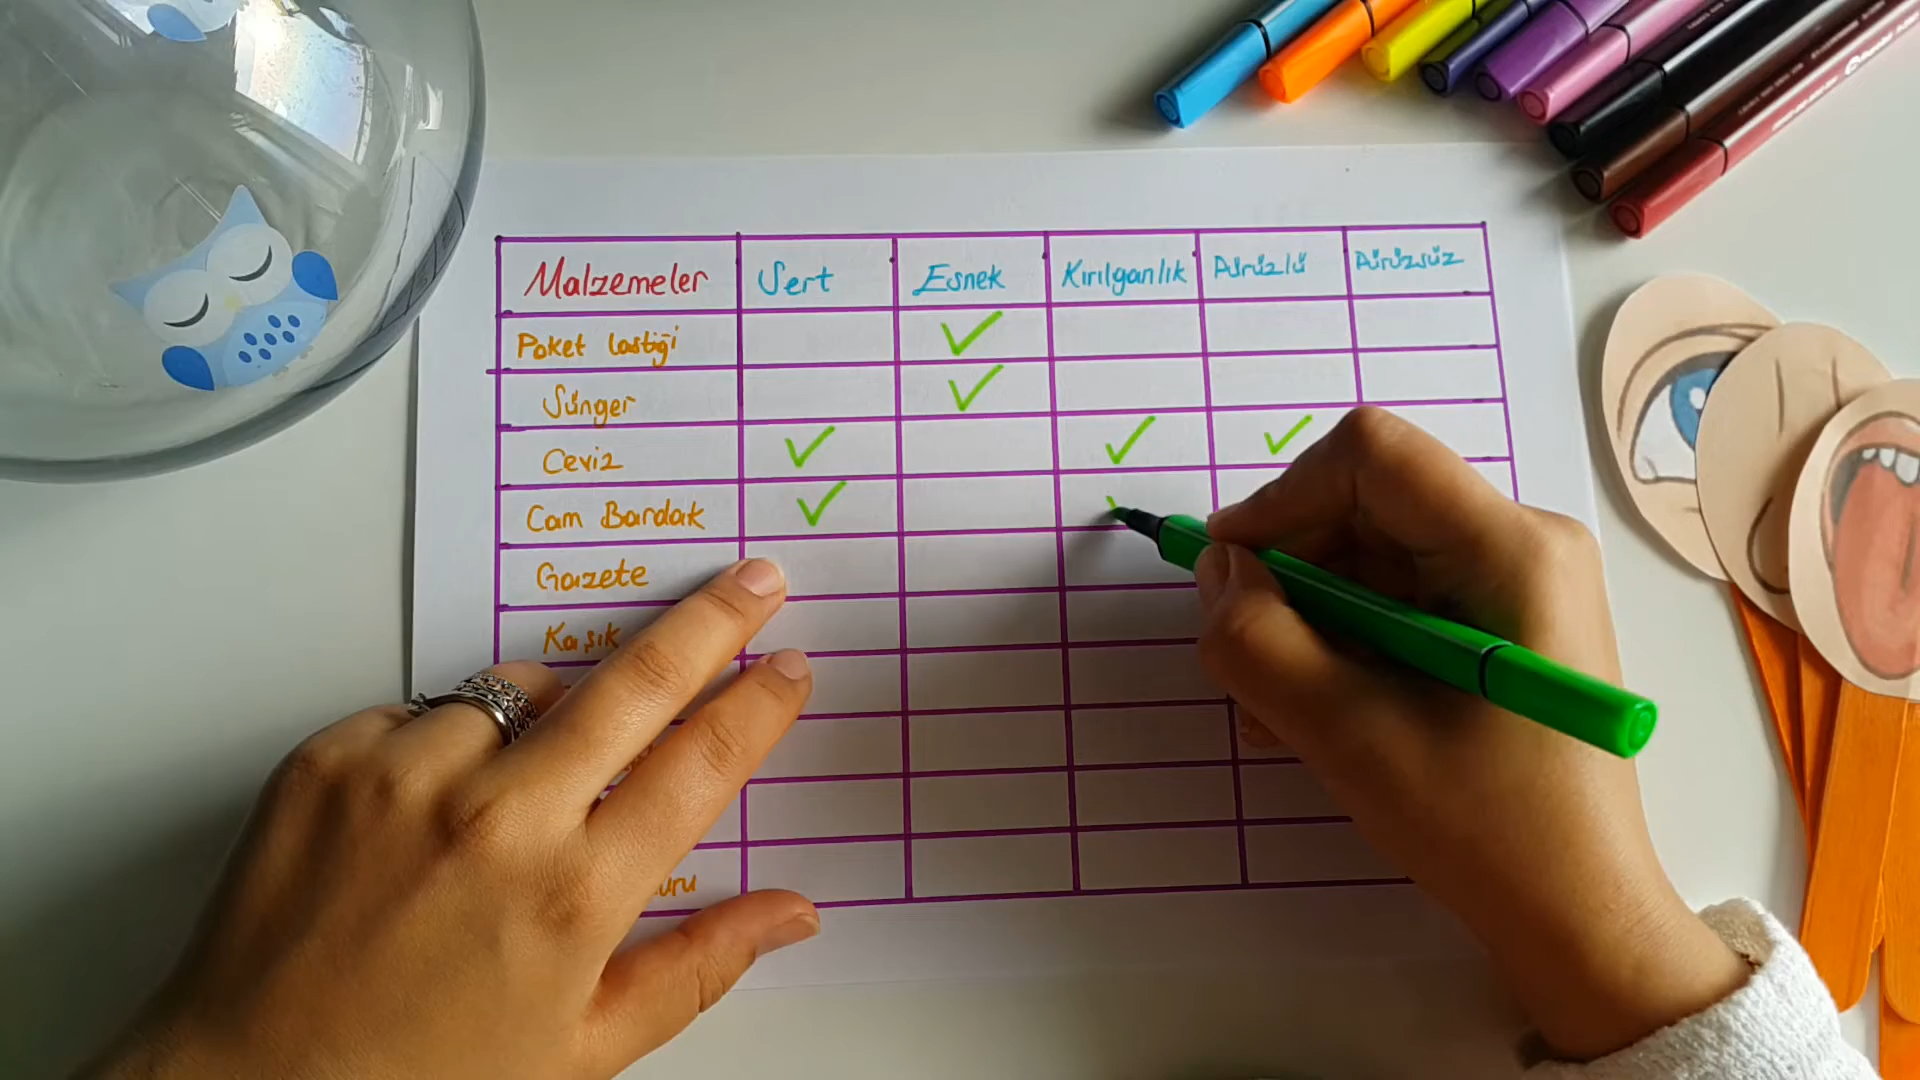 Malzemeler Sert Esnek Kırılganlık Pürüzlü Pürüzsüz
Paket lastiği
Sünger
Ceviz
Cam Bardak
Gazete
Kaşık